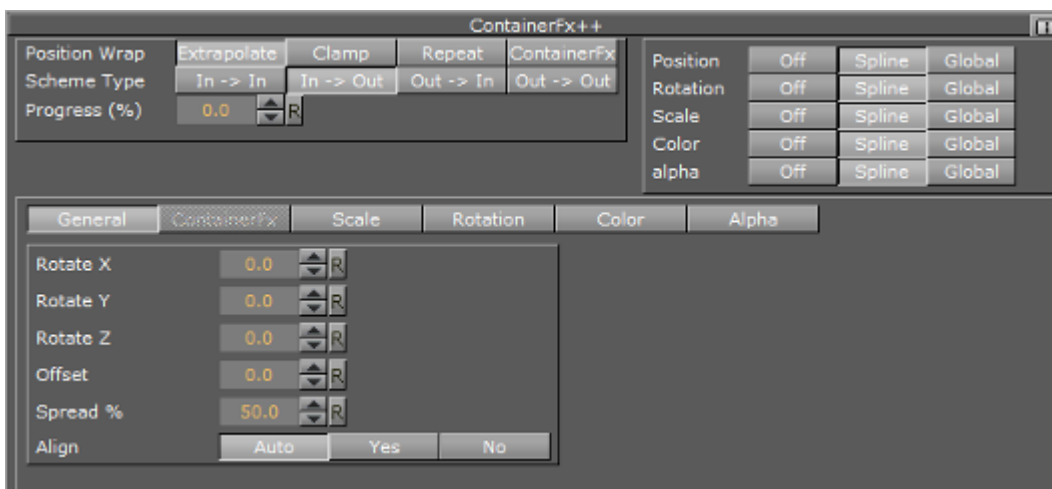 ContainerFx++
Position Wrap Extrapolate Clamp Repeat ContainerFx
Scheme Type In -> In In -> Out Out -> In Out -> Out
Progress (%) 0.0 R
Position Off Spline Global
Rotation Off Spline Global
Scale Off Spline Global
Color Off Spline Global
alpha Off Spline Global
General ContainerFx Scale Rotation Color Alpha
Rotate X 0.0 R
Rotate Y 0.0 R
Rotate Z 0.0 R
Offset 0.0 R
Spread % 50.0 R
Align Auto Yes No